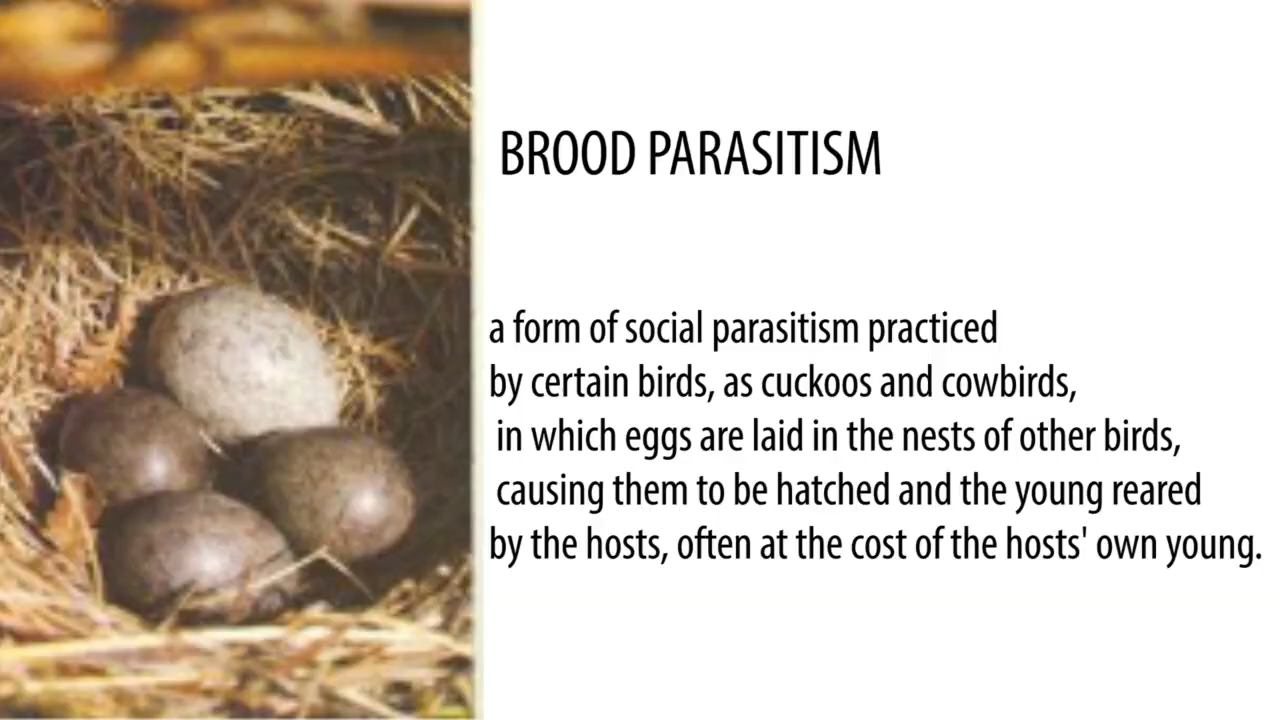 BROOD PARASITISM
a form of social parasitism practiced
by certain birds, as cuckoos and cowbirds,
in which eggs are laid in the nests of other birds,
causing them to be hatched and the young reared
by the hosts, often at the cost of the hosts' own young.